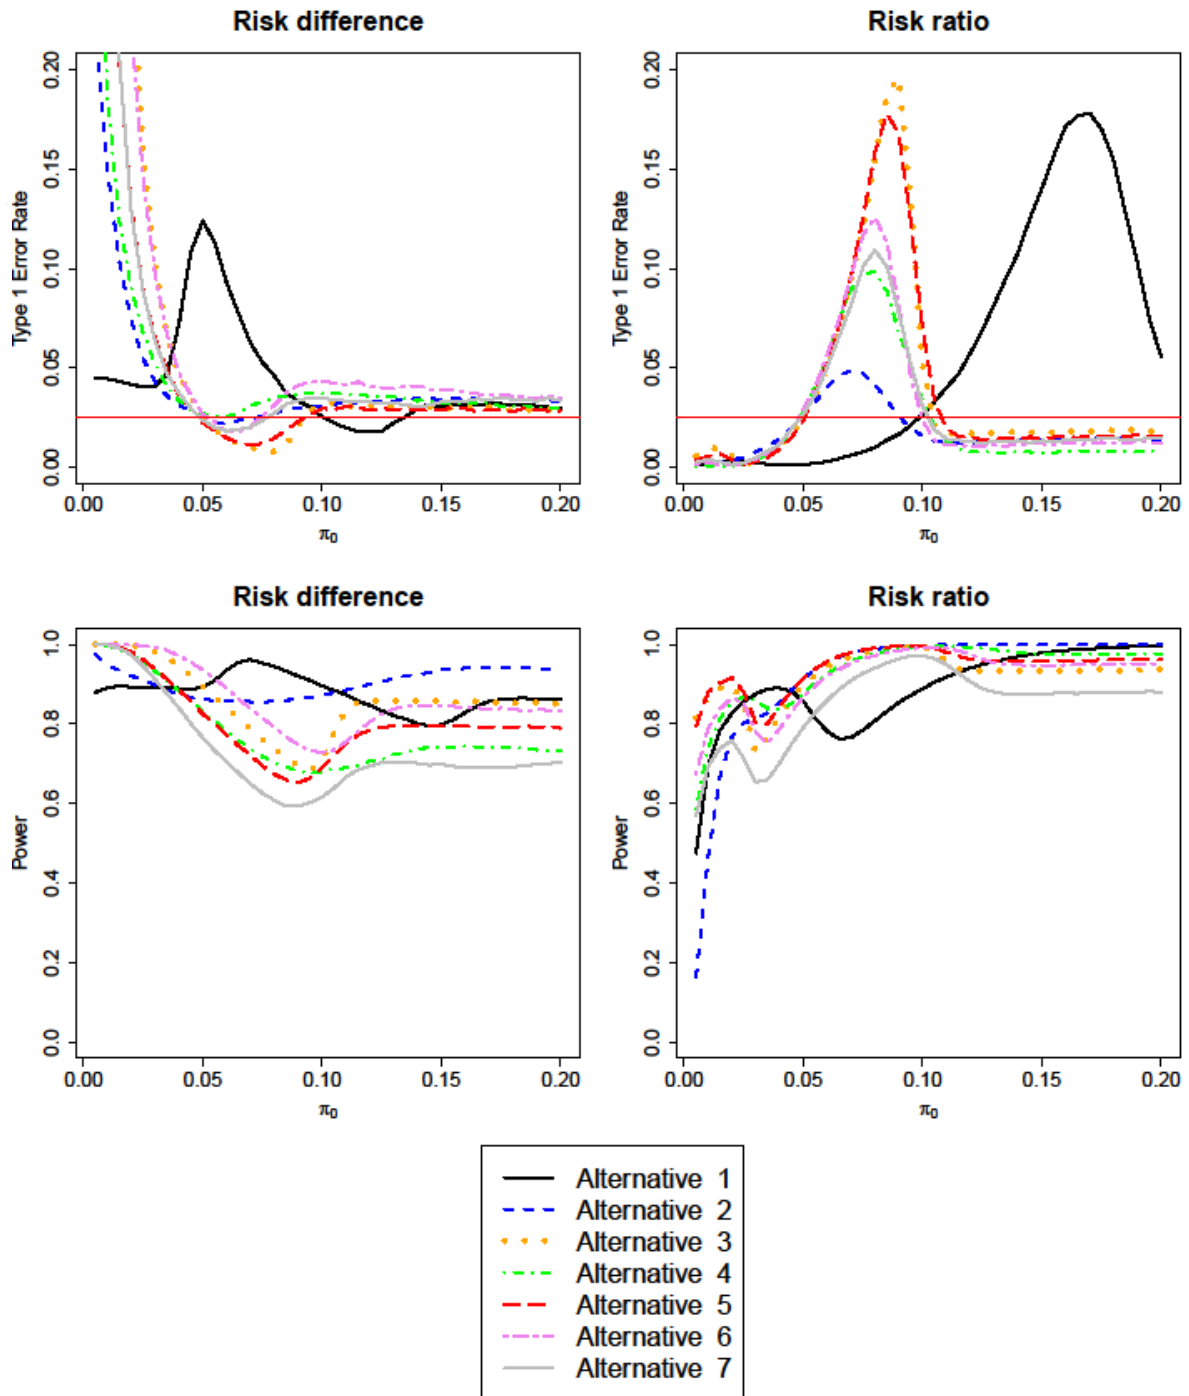 Risk difference
Risk ratio
Type 1 Error Rate
0.00 0.05 0.10 0.15 0.20
0.00 0.05 0.10 0.15 0.20
π0
Type 1 Error Rate
0.00 0.05 0.10 0.15 0.20
0.00 0.05 0.10 0.15 0.20
π0
Risk difference
Risk ratio
Power
0.0 0.2 0.4 0.6 0.8 1.0
0.00 0.05 0.10 0.15 0.20
π0
Power
0.0 0.2 0.4 0.6 0.8 1.0
0.00 0.05 0.10 0.15 0.20
π0
Alternative 1
Alternative 2
Alternative 3
Alternative 4
Alternative 5
Alternative 6
Alternative 7